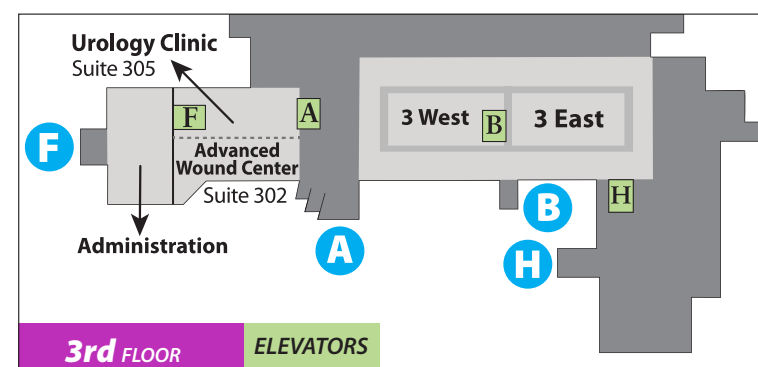 Urology Clinic
Suite 305
F
A
3 West
B
3 East
F
Advanced
Wound Center
Suite 302
H
Administration
A
B
H
3rd FLOOR
ELEVATORS